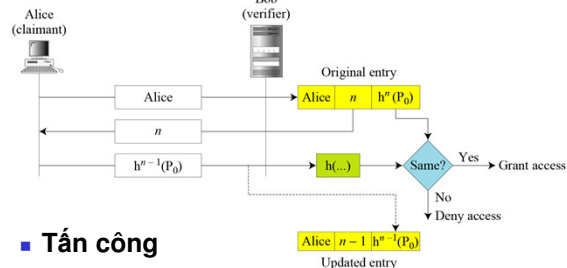 Alice
(claimant)
Bob
(verifier)
Original entry
Alice
Alice n hⁿ(P₀)
n
hⁿ⁻¹(P₀)
h(...)
Same?
Yes
Grant access
No
Deny access
Tấn công
Alice n − 1 hⁿ⁻¹(P₀)
Updated entry